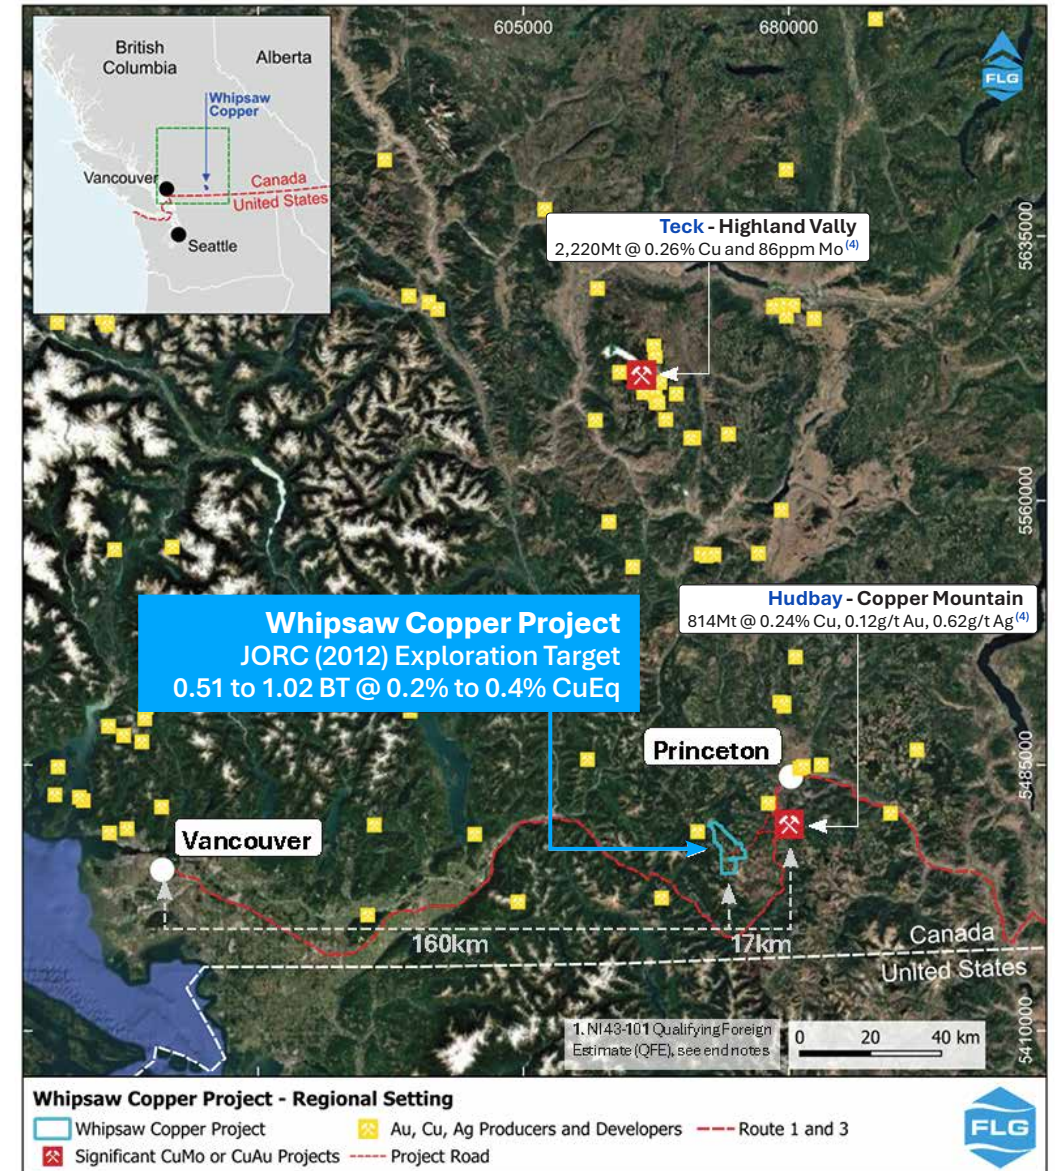 605000
680000
British
Columbia
Alberta
Whipsaw
Copper
Vancouver
Canada
United States
Seattle
FLG
Teck - Highland Vally
2,220Mt @ 0.26% Cu and 86ppm Mo(4)
5635000
5560000
Hudbay - Copper Mountain
814Mt @ 0.24% Cu, 0.12g/t Au, 0.62g/t Ag(4)
Whipsaw Copper Project
JORC (2012) Exploration Target
0.51 to 1.02 BT @ 0.2% to 0.4% CuEq
Princeton
5485000
Vancouver
160km
17km
Canada
United States
1. NI43-101 Qualifying Foreign
Estimate (QFE), see end notes
0 20 40 km
5410000
Whipsaw Copper Project - Regional Setting
Whipsaw Copper Project
Au, Cu, Ag Producers and Developers
Route 1 and 3
Significant CuMo or CuAu Projects
Project Road
FLG